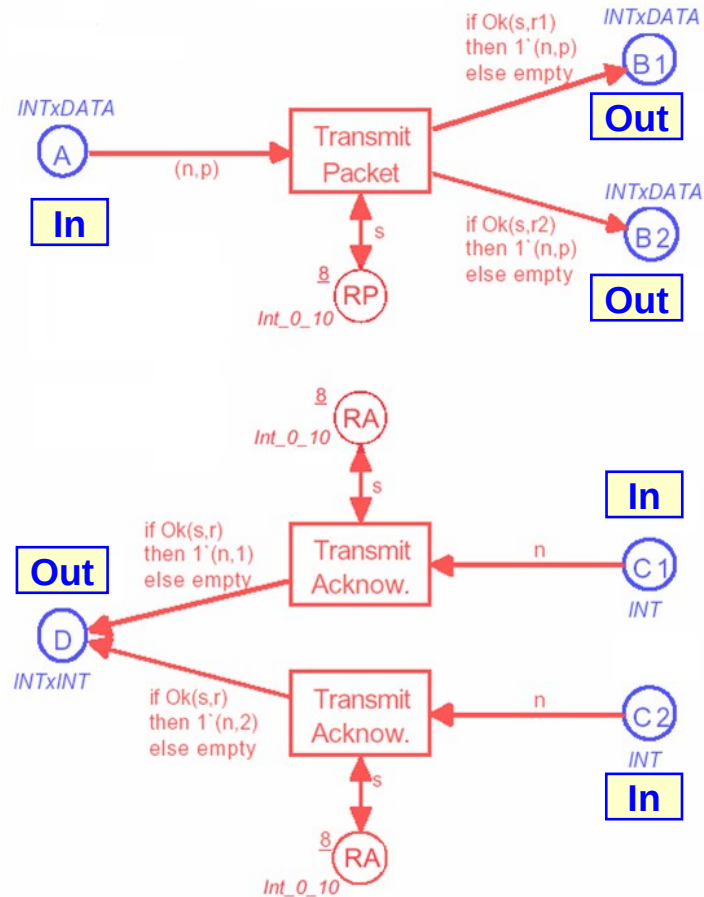 if Ok(s,r1)
then 1`(n,p)
else empty
INTxDATA
B1
Out
INTxDATA
A
In
(n,p)
Transmit
Packet
INTxDATA
B2
Out
if Ok(s,r2)
then 1`(n,p)
else empty
s
8
RP
Int_0_10
8
RA
Int_0_10
s
In
if Ok(s,r)
then 1`(n,1)
else empty
Transmit
Acknow.
n
C1
INT
Out
D
INTxINT
if Ok(s,r)
then 1`(n,2)
else empty
Transmit
Acknow.
n
C2
INT
In
s
8
RA
Int_0_10